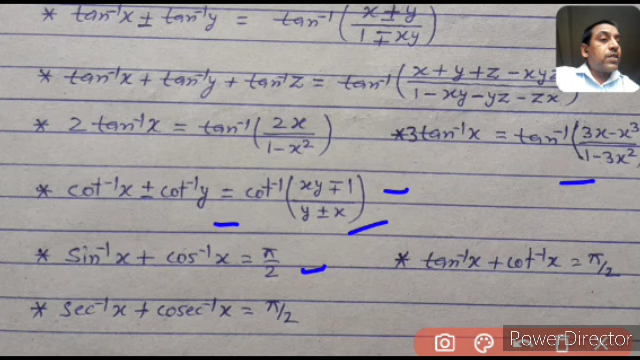 * tan⁻¹x ± tan⁻¹y = tan⁻¹(x±y / 1∓xy)
* tan⁻¹x + tan⁻¹y + tan⁻¹z = tan⁻¹(x+y+z-xyz / 1-xy-yz-zx)
* 2tan⁻¹x = tan⁻¹(2x / 1-x²) *3tan⁻¹x = tan⁻¹(3x-x³ / 1-3x²
* cot⁻¹x ± cot⁻¹y = cot⁻¹(xy∓1 / y±x)
* sin⁻¹x + cos⁻¹x = π/2 * tan⁻¹x + cot⁻¹x = π/2
* sec⁻¹x + cosec⁻¹x = π/2
PowerDirector